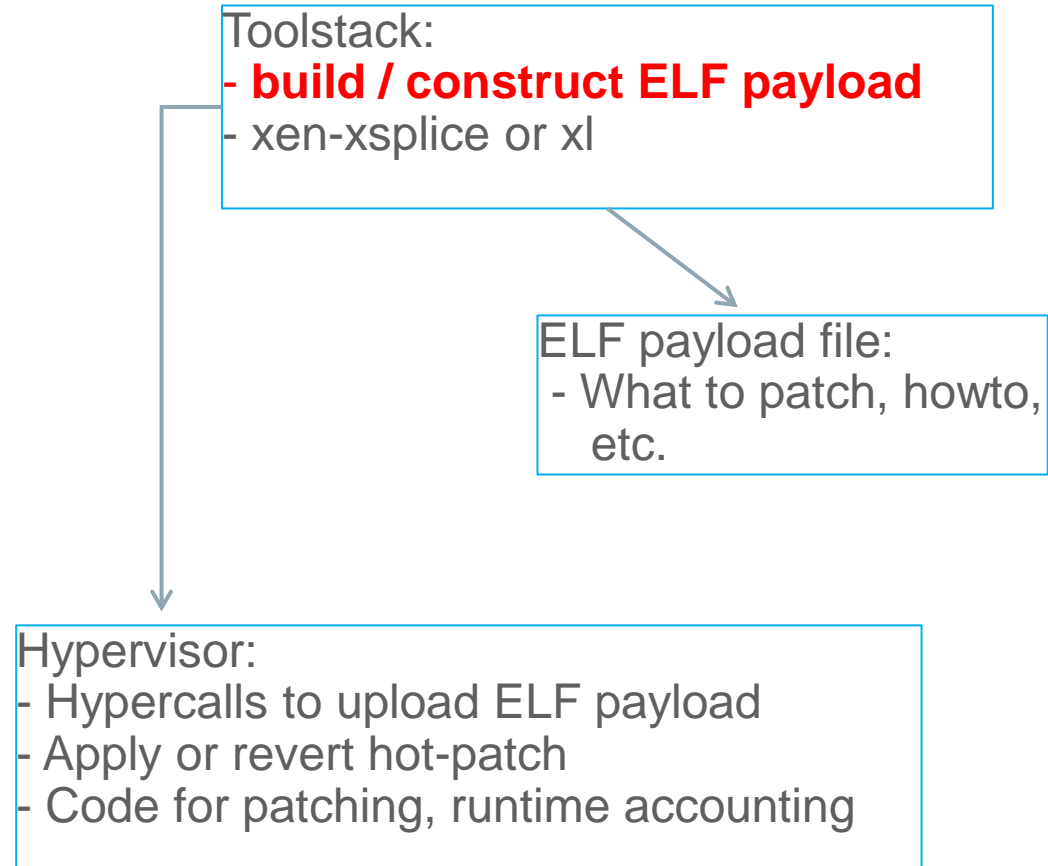 Toolstack:
- build / construct ELF payload
- xen-xsplice or xl
ELF payload file:
- What to patch, howto,
etc.
Hypervisor:
- Hypercalls to upload ELF payload
- Apply or revert hot-patch
- Code for patching, runtime accounting